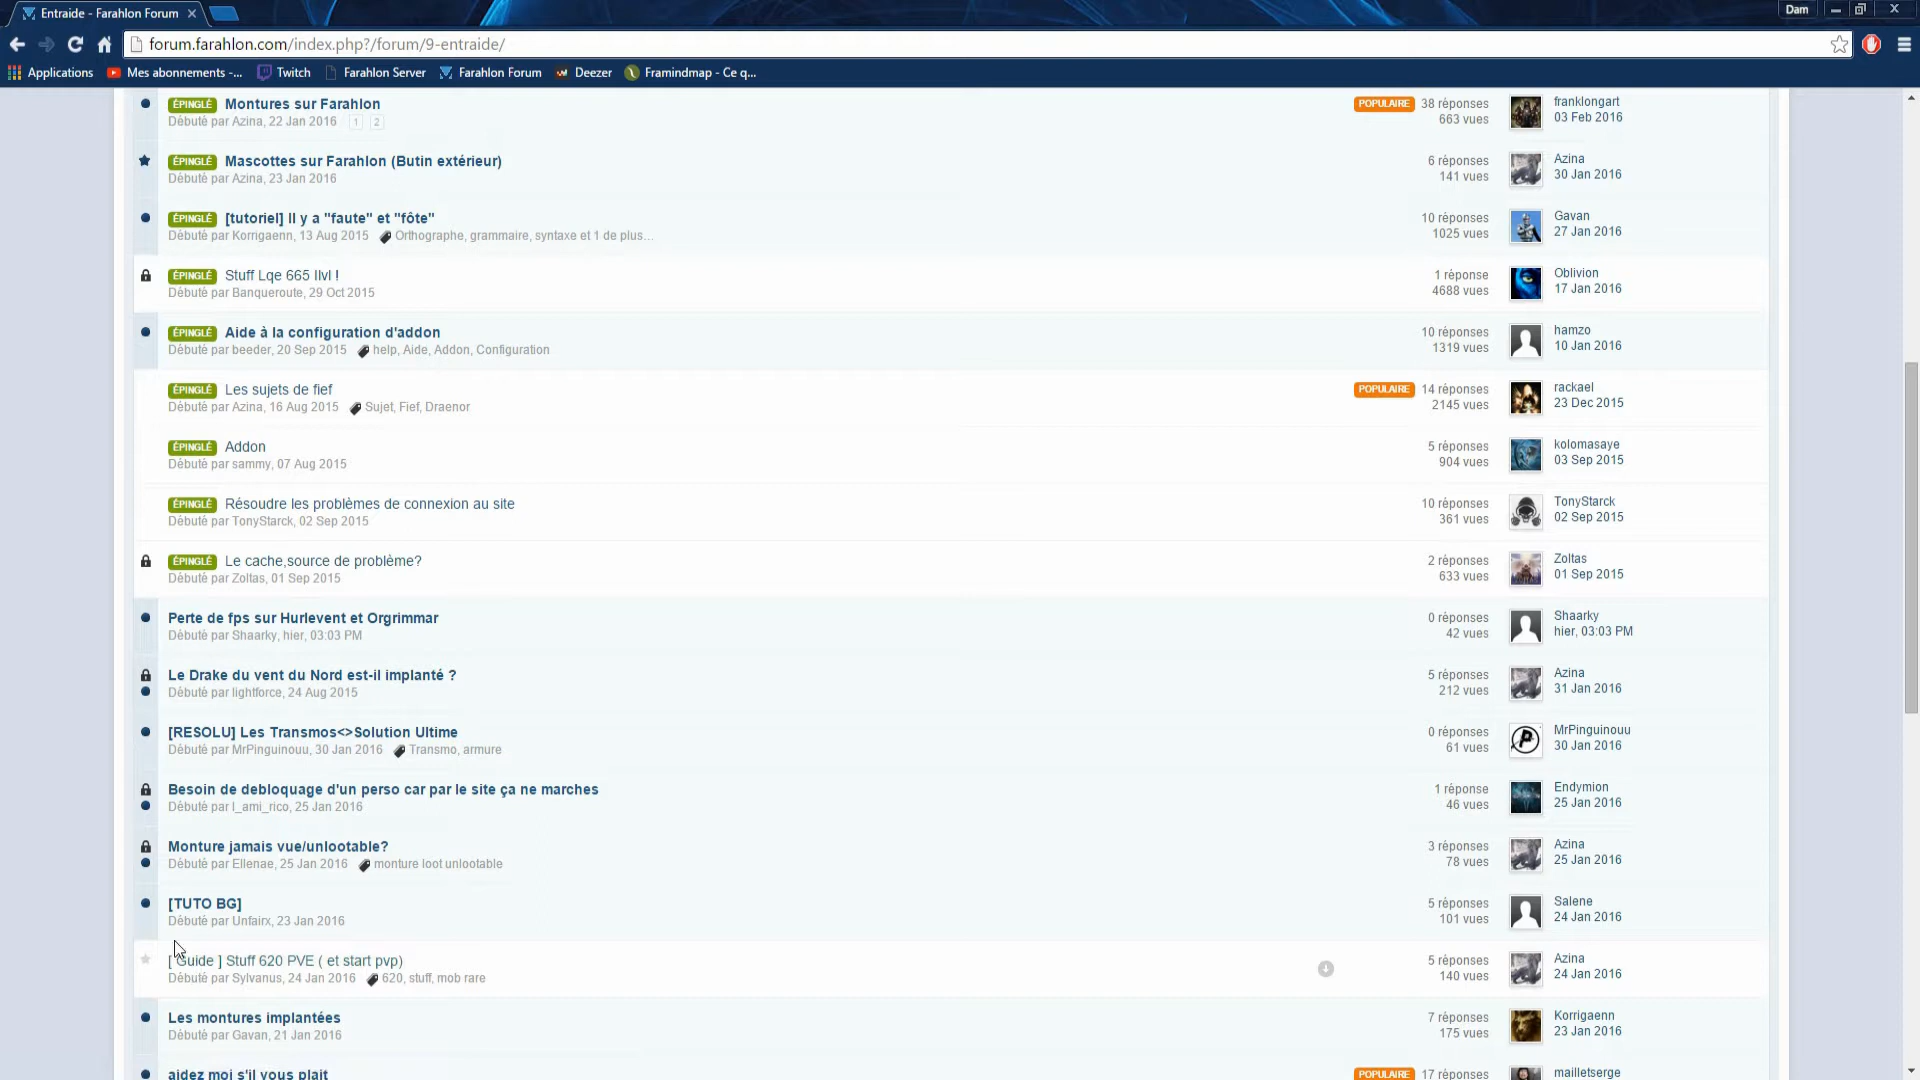 Entraide - Farahlon Forum
Dam
forum.farahlon.com/index.php?/forum/9-entraide/
Applications Mes abonnements -... Twitch Farahlon Server Farahlon Forum Deezer Framindmap - Ce q...
ÉPINGLÉ Montures sur Farahlon POPULAIRE 38 réponses franklongart
Débuté par Azina, 22 Jan 2016 1 2 663 vues 03 Feb 2016
ÉPINGLÉ Mascottes sur Farahlon (Butin extérieur) 6 réponses Azina
Débuté par Azina, 23 Jan 2016 141 vues 30 Jan 2016
ÉPINGLÉ [tutoriel] Il y a "faute" et "fôte" 10 réponses Gavan
Débuté par Korrigaenn, 13 Aug 2015 Orthographe, grammaire, syntaxe et 1 de plus... 1025 vues 27 Jan 2016
ÉPINGLÉ Stuff Lqe 665 Ilvl ! 1 réponse Oblivion
Débuté par Banqueroute, 29 Oct 2015 4688 vues 17 Jan 2016
ÉPINGLÉ Aide à la configuration d'addon 10 réponses hamzo
Débuté par beeder, 20 Sep 2015 help, Aide, Addon, Configuration 1319 vues 10 Jan 2016
ÉPINGLÉ Les sujets de fief POPULAIRE 14 réponses rackael
Débuté par Azina, 16 Aug 2015 Sujet, Fief, Draenor 2145 vues 23 Dec 2015
ÉPINGLÉ Addon 5 réponses kolomasaye
Débuté par sammy, 07 Aug 2015 904 vues 03 Sep 2015
ÉPINGLÉ Résoudre les problèmes de connexion au site 10 réponses TonyStarck
Débuté par TonyStarck, 02 Sep 2015 361 vues 02 Sep 2015
ÉPINGLÉ Le cache,source de problème? 2 réponses Zoltas
Débuté par Zoltas, 01 Sep 2015 633 vues 01 Sep 2015
Perte de fps sur Hurlevent et Orgrimmar 0 réponses Shaarky
Débuté par Shaarky, hier, 03:03 PM 42 vues hier, 03:03 PM
Le Drake du vent du Nord est-il implanté ? 5 réponses Azina
Débuté par lightforce, 24 Aug 2015 212 vues 31 Jan 2016
[RESOLU] Les Transmos<>Solution Ultime 0 réponses MrPinguinouu
Débuté par MrPinguinouu, 30 Jan 2016 Transmo, armure 61 vues 30 Jan 2016
Besoin de debloquage d'un perso car par le site ça ne marches 1 réponse Endymion
Débuté par l_ami_rico, 25 Jan 2016 46 vues 25 Jan 2016
Monture jamais vue/unlootable? 3 réponses Azina
Débuté par Ellenae, 25 Jan 2016 monture loot unlootable 78 vues 25 Jan 2016
[TUTO BG] 5 réponses Salene
Débuté par Unfairx, 23 Jan 2016 101 vues 24 Jan 2016
[ Guide ] Stuff 620 PVE ( et start pvp) 5 réponses Azina
Débuté par Sylvanus, 24 Jan 2016 620, stuff, mob rare 140 vues 24 Jan 2016
Les montures implantées 7 réponses Korrigaenn
Débuté par Gavan, 21 Jan 2016 175 vues 23 Jan 2016
aidez moi s'il vous plait POPULAIRE 17 réponses mailletserge